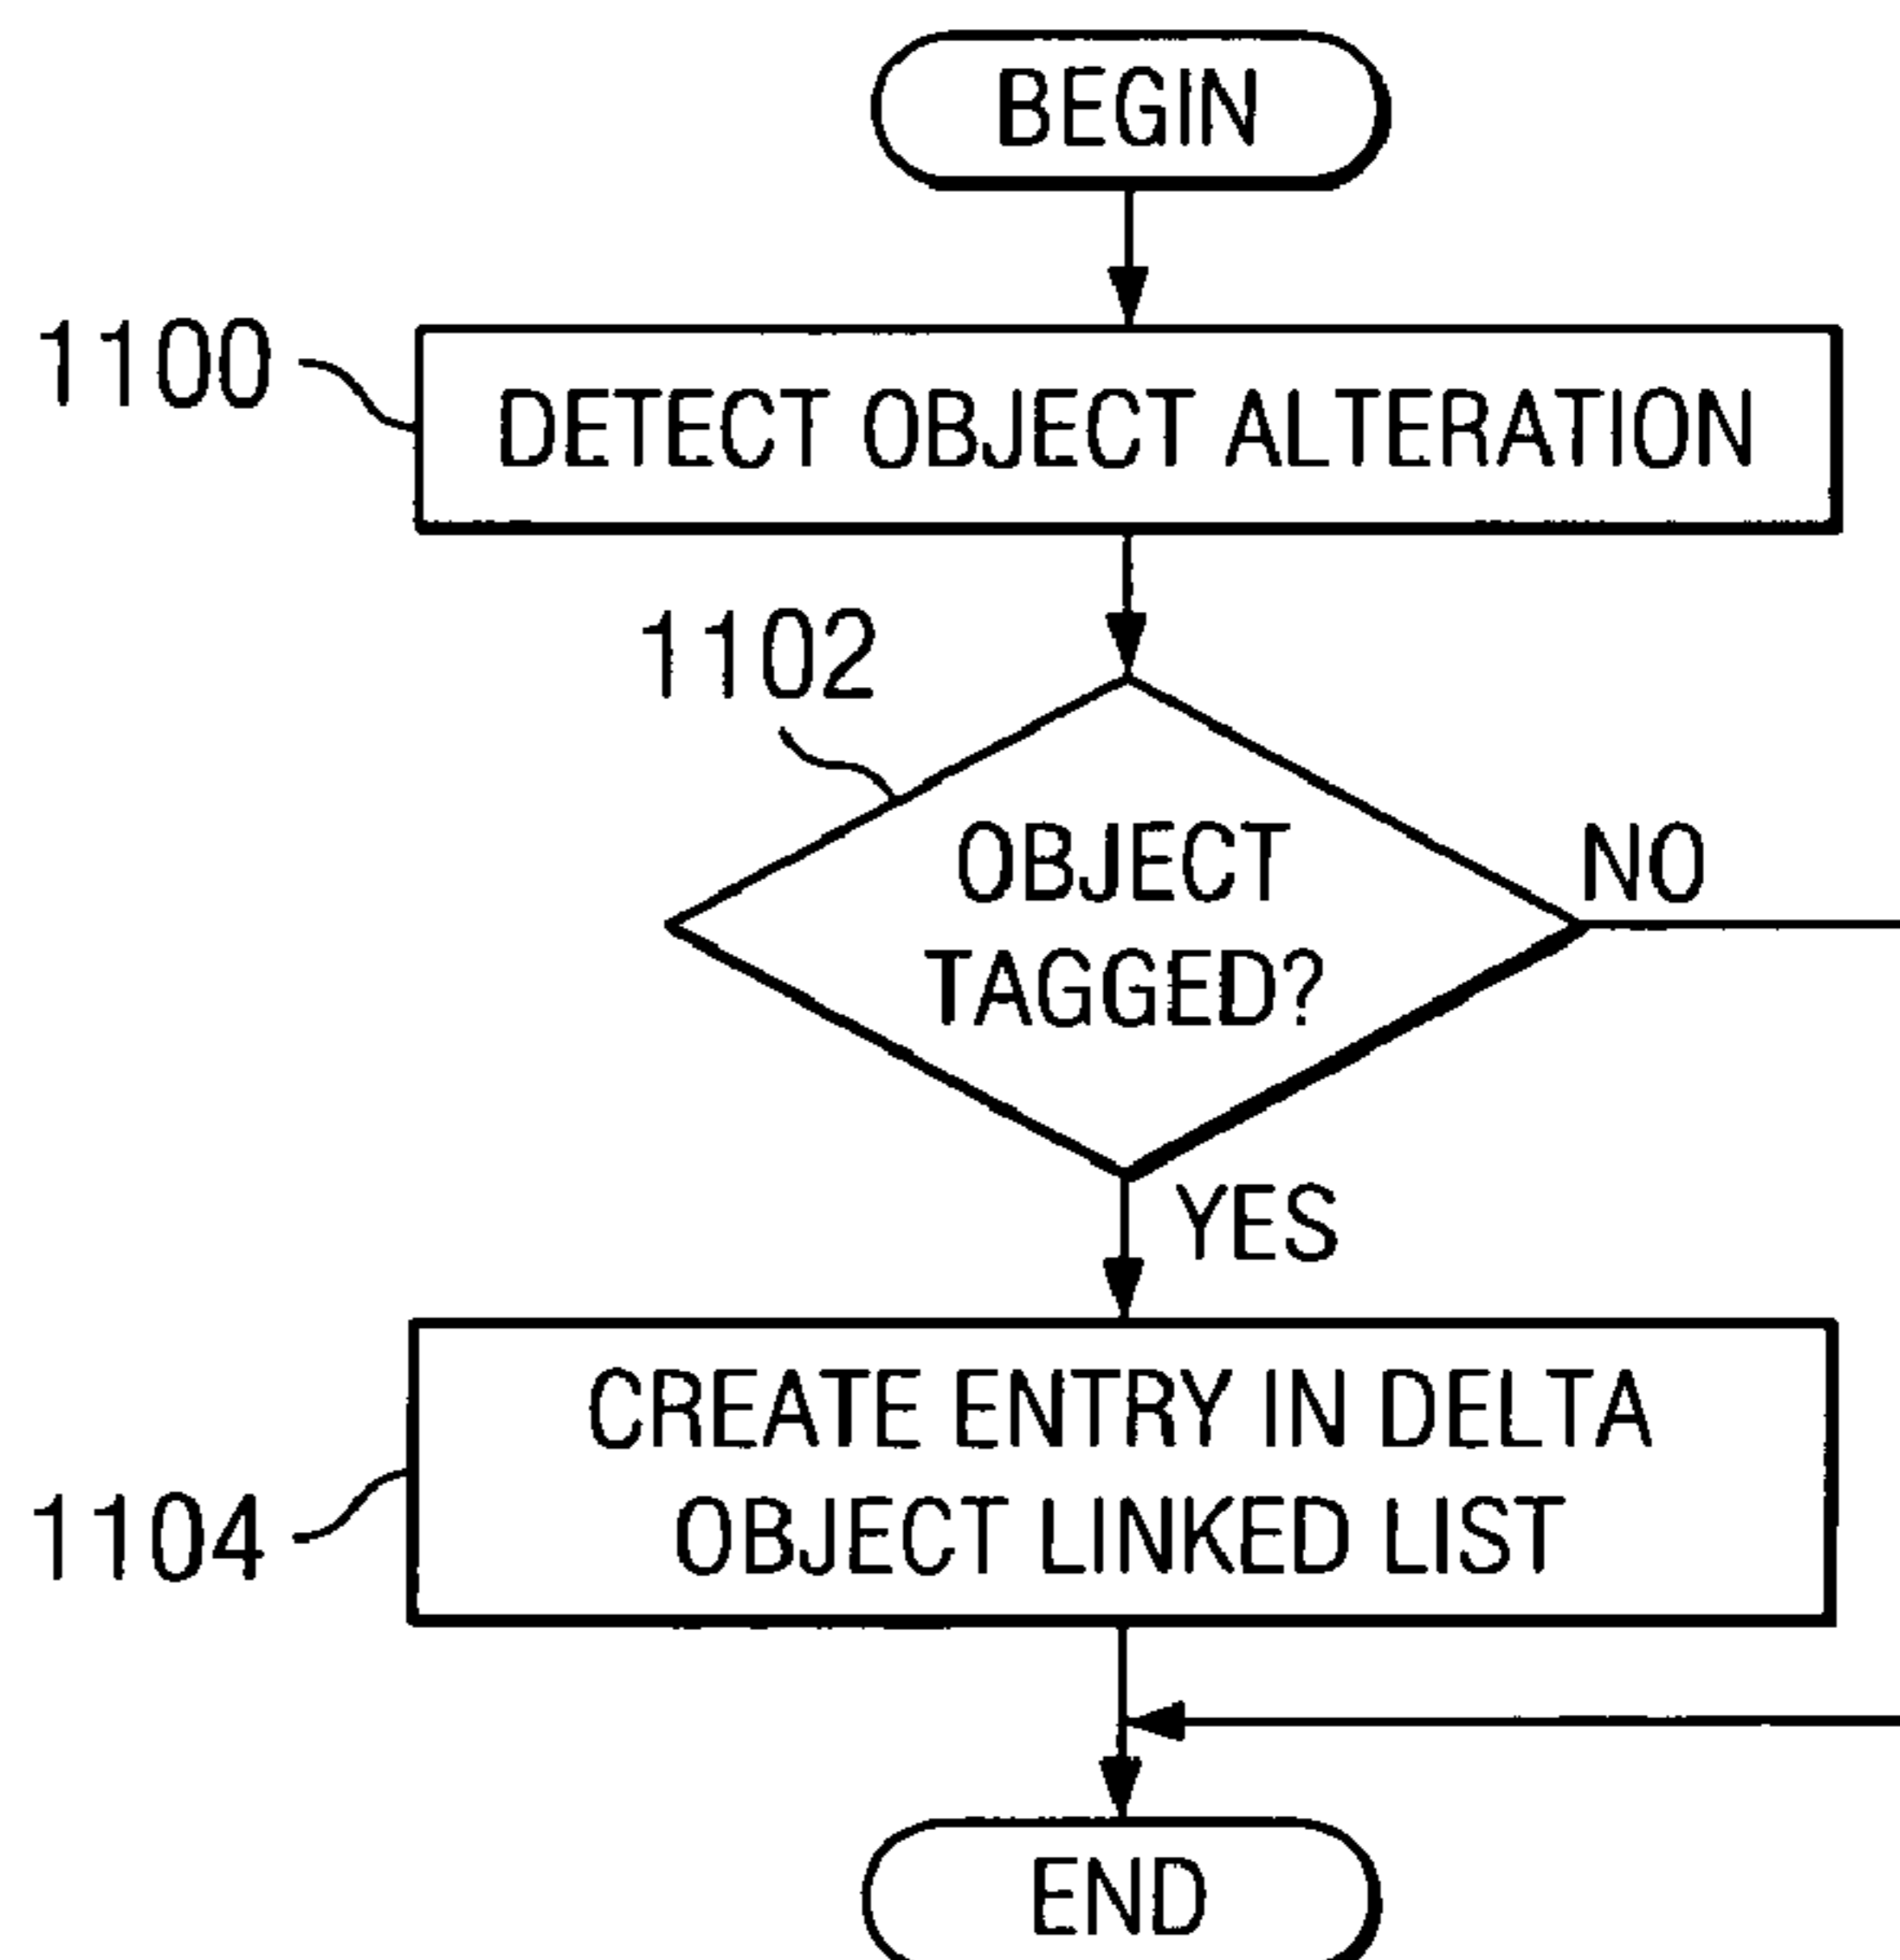 BEGIN
1100
DETECT OBJECT ALTERATION
1102
OBJECT
TAGGED?
NO
YES
CREATE ENTRY IN DELTA
OBJECT LINKED LIST
1104
END